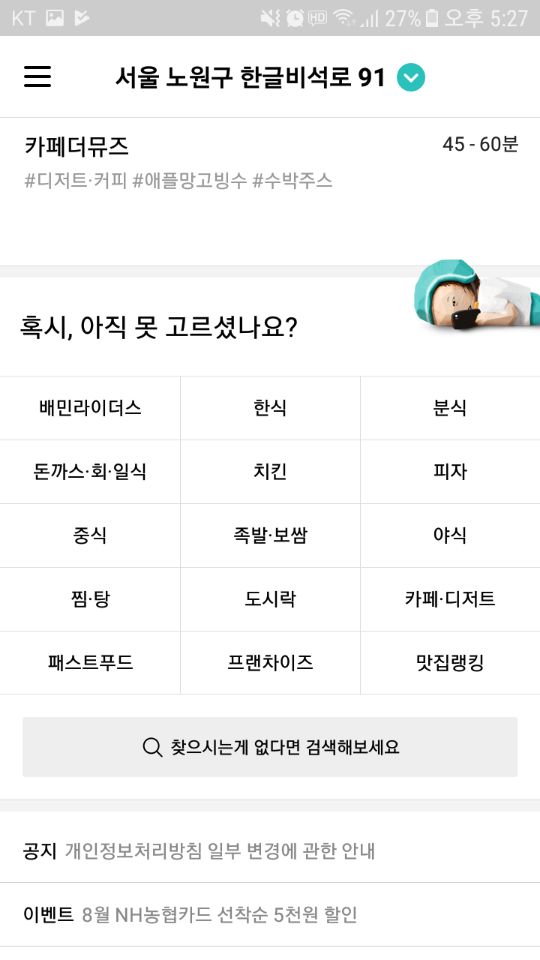 KT HD 27% 오후 5:27
서울 노원구 한글비석로 91
카페더뮤즈 45 - 60분
#디저트·커피 #애플망고빙수 #수박주스
혹시, 아직 못 고르셨나요?
배민라이더스 한식 분식
돈까스·회·일식 치킨 피자
중식 족발·보쌈 야식
찜·탕 도시락 카페·디저트
패스트푸드 프랜차이즈 맛집랭킹
찾으시는게 없다면 검색해보세요
공지 개인정보처리방침 일부 변경에 관한 안내
이벤트 8월 NH농협카드 선착순 5천원 할인